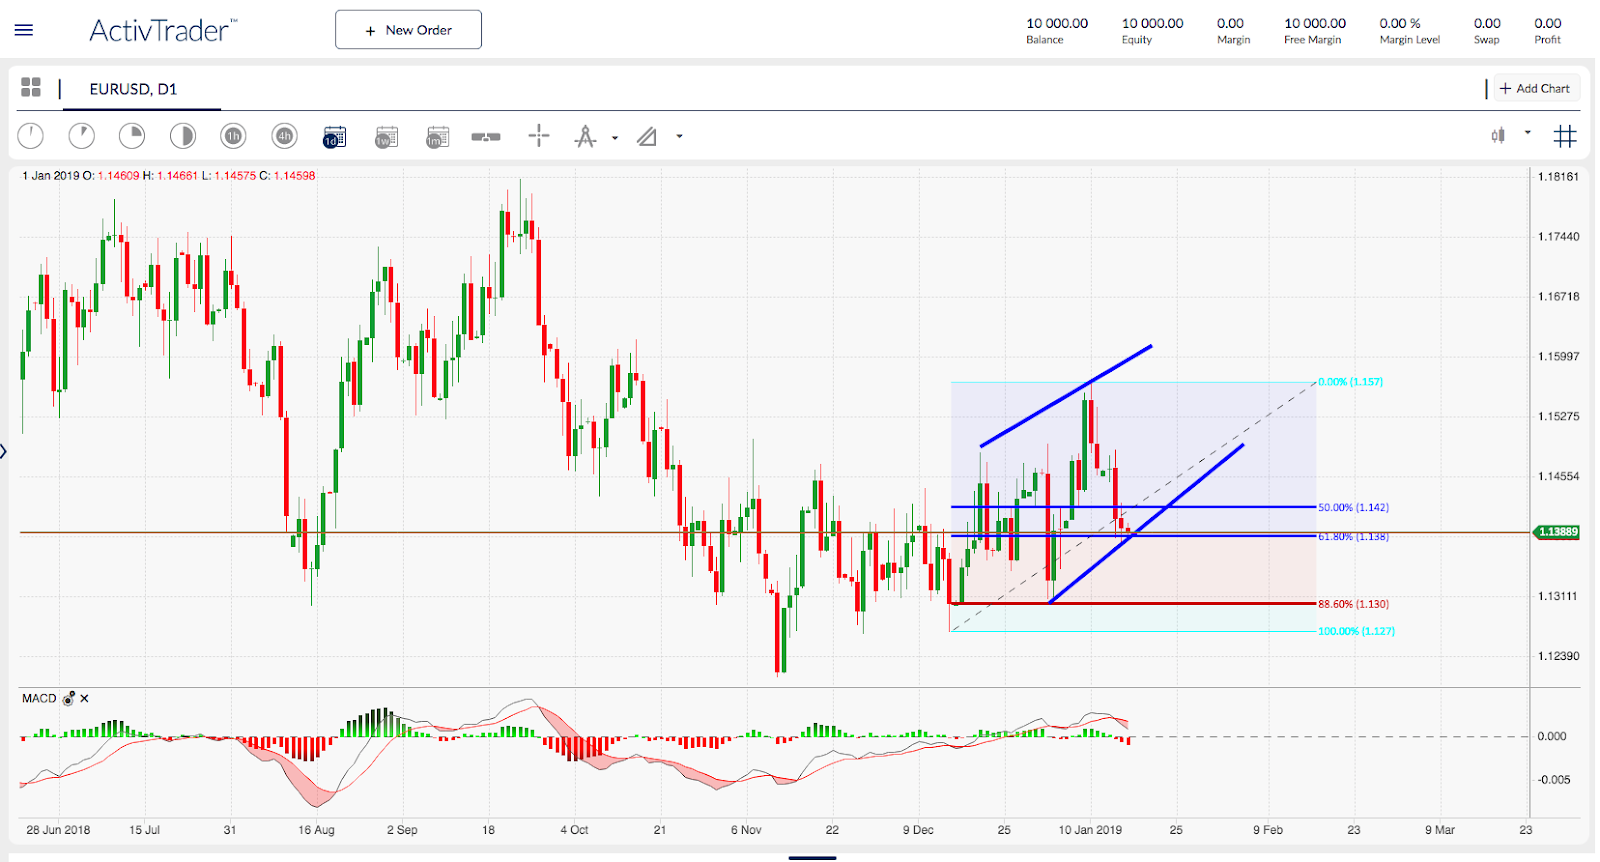 ActivTrader™
+ New Order
10 000.00 10 000.00 0.00 10 000.00 0.00 % 0.00 0.00
Balance Equity Margin Free Margin Margin Level Swap Profit
EURUSD, D1
+ Add Chart
1h 4h 1d 1w 1m
1 Jan 2019 O: 1.14609 H: 1.14661 L: 1.14575 C: 1.14598
1.18161
1.17440
1.16718
1.15997
0.00% (1.157)
1.15275
1.14554
50.00% (1.142)
1.13889
61.80% (1.138)
1.13111
88.60% (1.130)
100.00% (1.127)
1.12390
MACD
0.000
-0.005
28 Jun 2018 15 Jul 31 16 Aug 2 Sep 18 4 Oct 21 6 Nov 22 9 Dec 25 10 Jan 2019 25 9 Feb 23 9 Mar 23